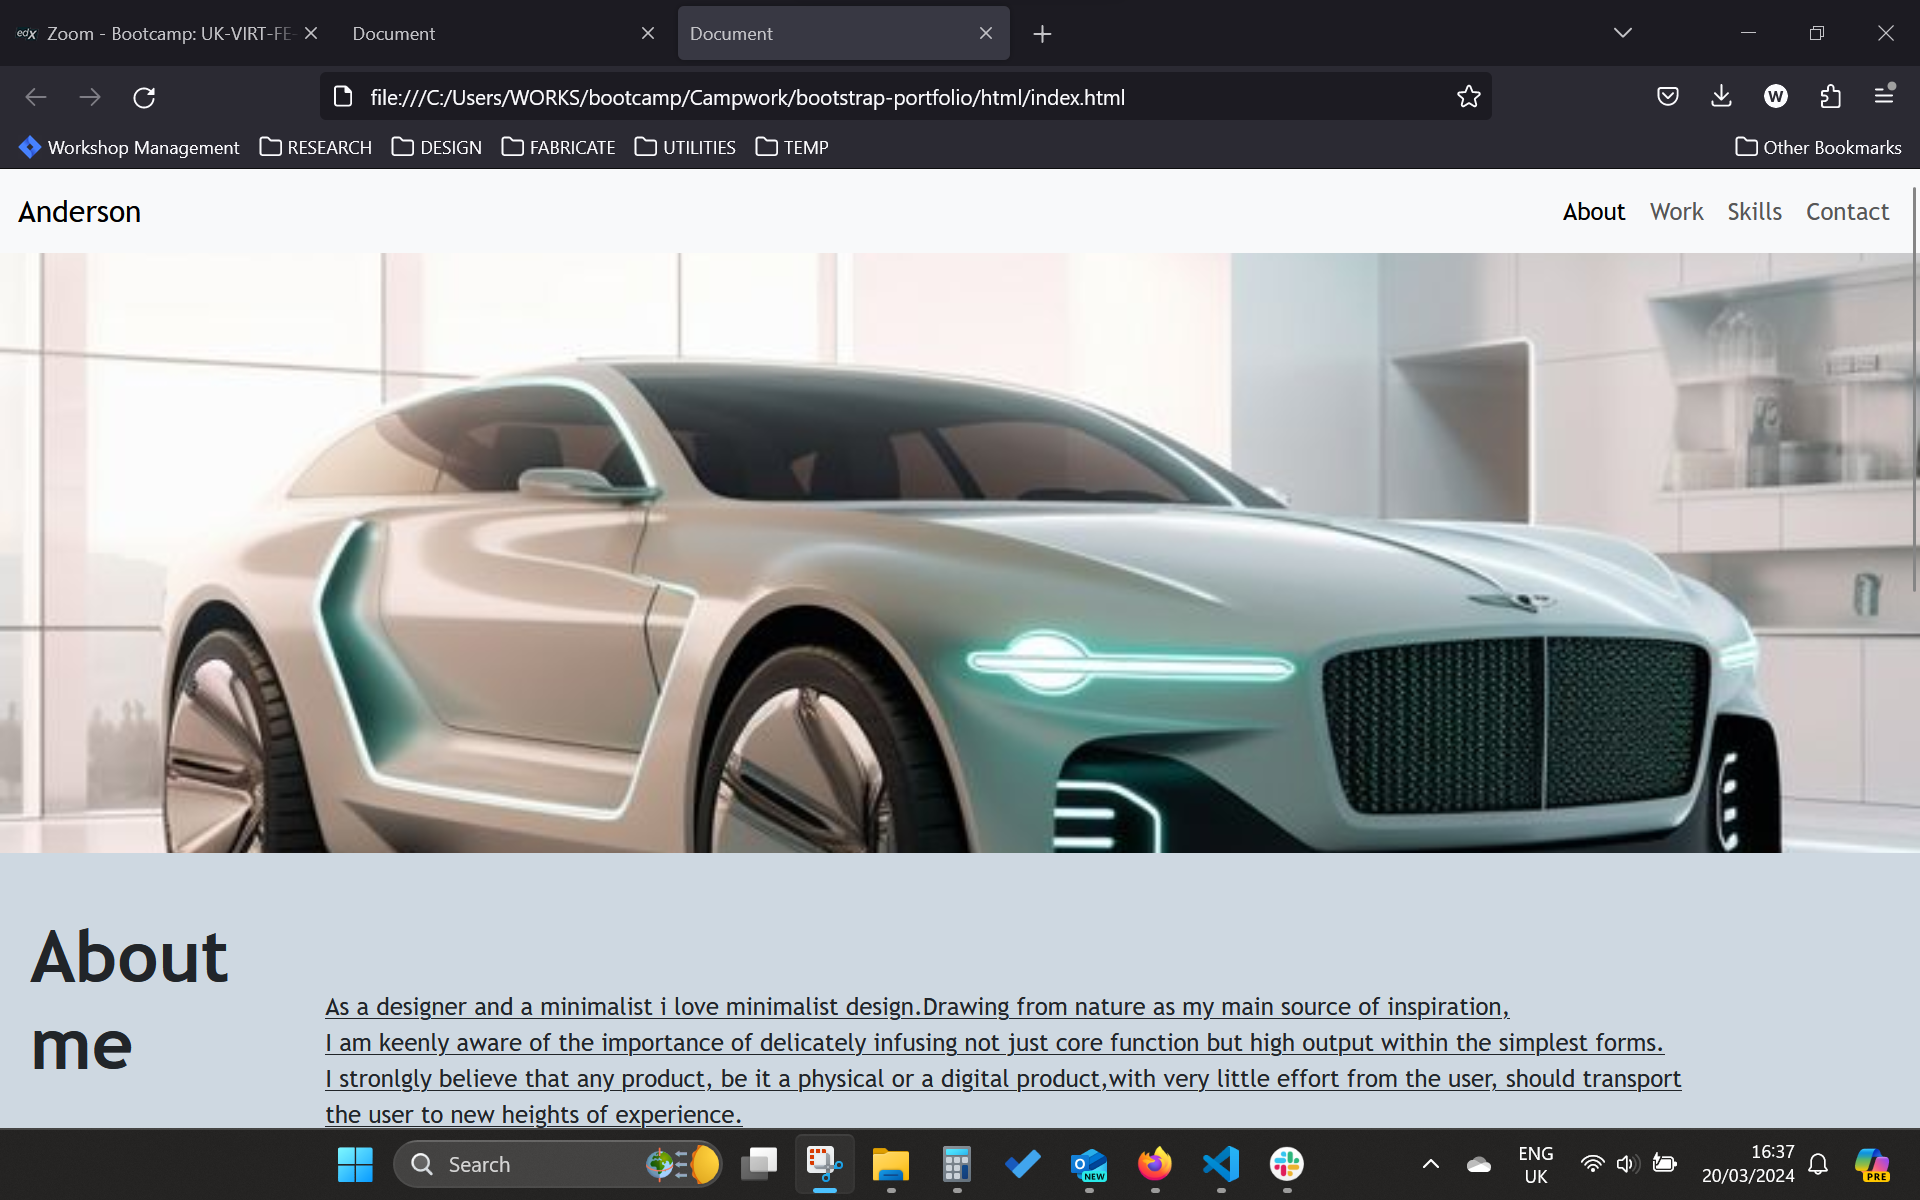 edX Zoom - Bootcamp: UK-VIRT-FE- Document Document
file:///C:/Users/WORKS/bootcamp/Campwork/bootstrap-portfolio/html/index.html
W
Workshop Management RESEARCH DESIGN FABRICATE UTILITIES TEMP Other Bookmarks
Anderson About Work Skills Contact
About
me
As a designer and a minimalist i love minimalist design.Drawing from nature as my main source of inspiration,
I am keenly aware of the importance of delicately infusing not just core function but high output within the simplest forms.
I stronlgly believe that any product, be it a physical or a digital product,with very little effort from the user, should transport
the user to new heights of experience.
Search
NEW
ENG
UK
16:37
20/03/2024
PRE